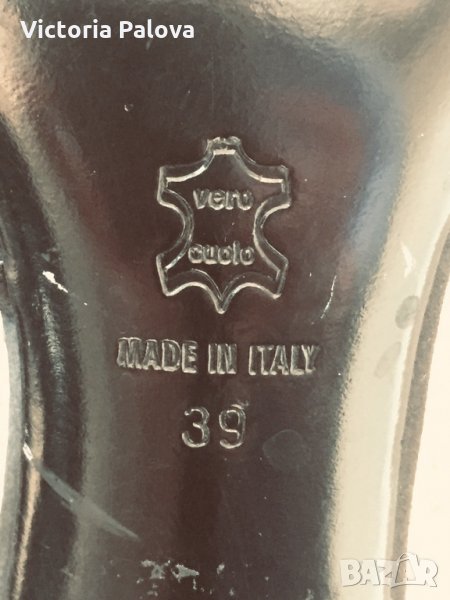 Victoria Palova
vero
cuoio
MADE IN ITALY
39
BAZAR